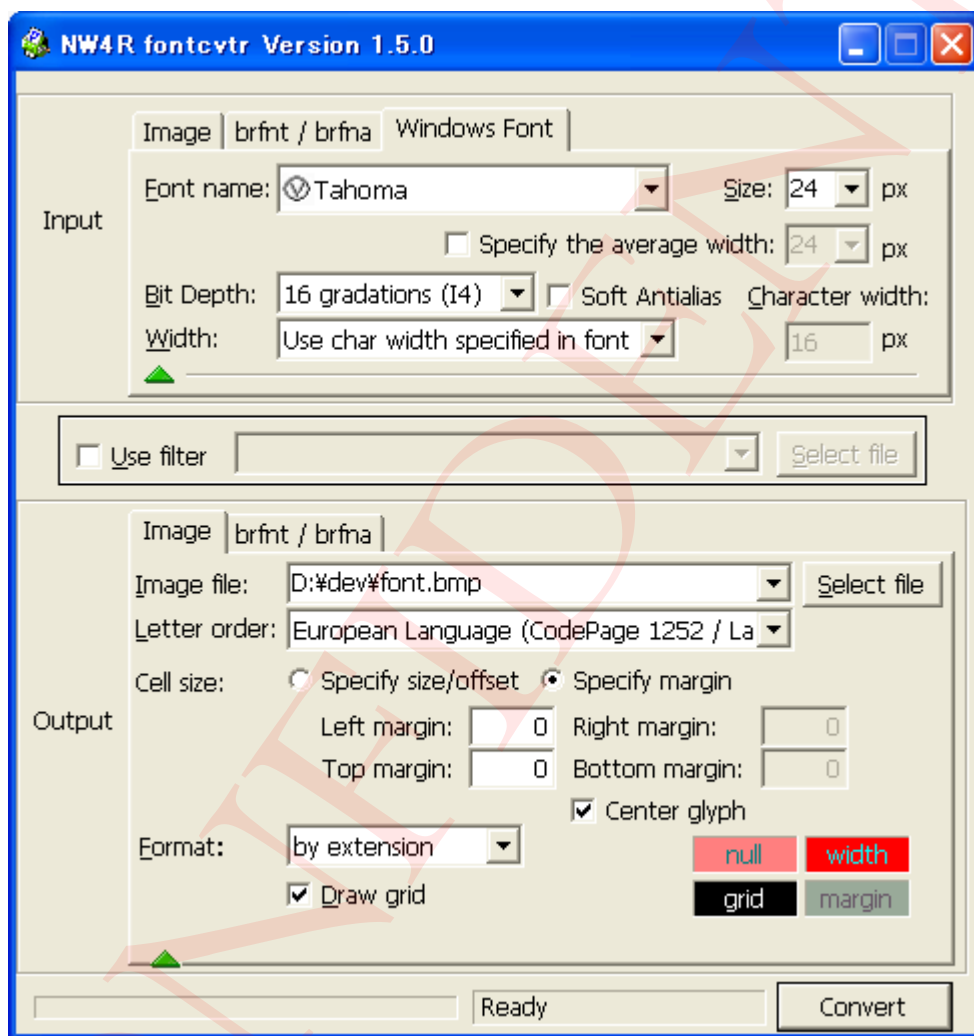 NW4R fontcvtr Version 1.5.0
Image brfnt / brfna Windows Font
Input
Font name: Tahoma Size: 24 px
Specify the average width: 24 px
Bit Depth: 16 gradations (I4) Soft Antialias Character width:
Width: Use char width specified in font 16 px
Use filter Select file
Image brfnt / brfna
Output
Image file: D:¥dev¥font.bmp Select file
Letter order: European Language (CodePage 1252 / La
Cell size: Specify size/offset Specify margin
Left margin: 0 Right margin: 0
Top margin: 0 Bottom margin: 0
Center glyph
Format: by extension null width
Draw grid grid margin
Ready Convert